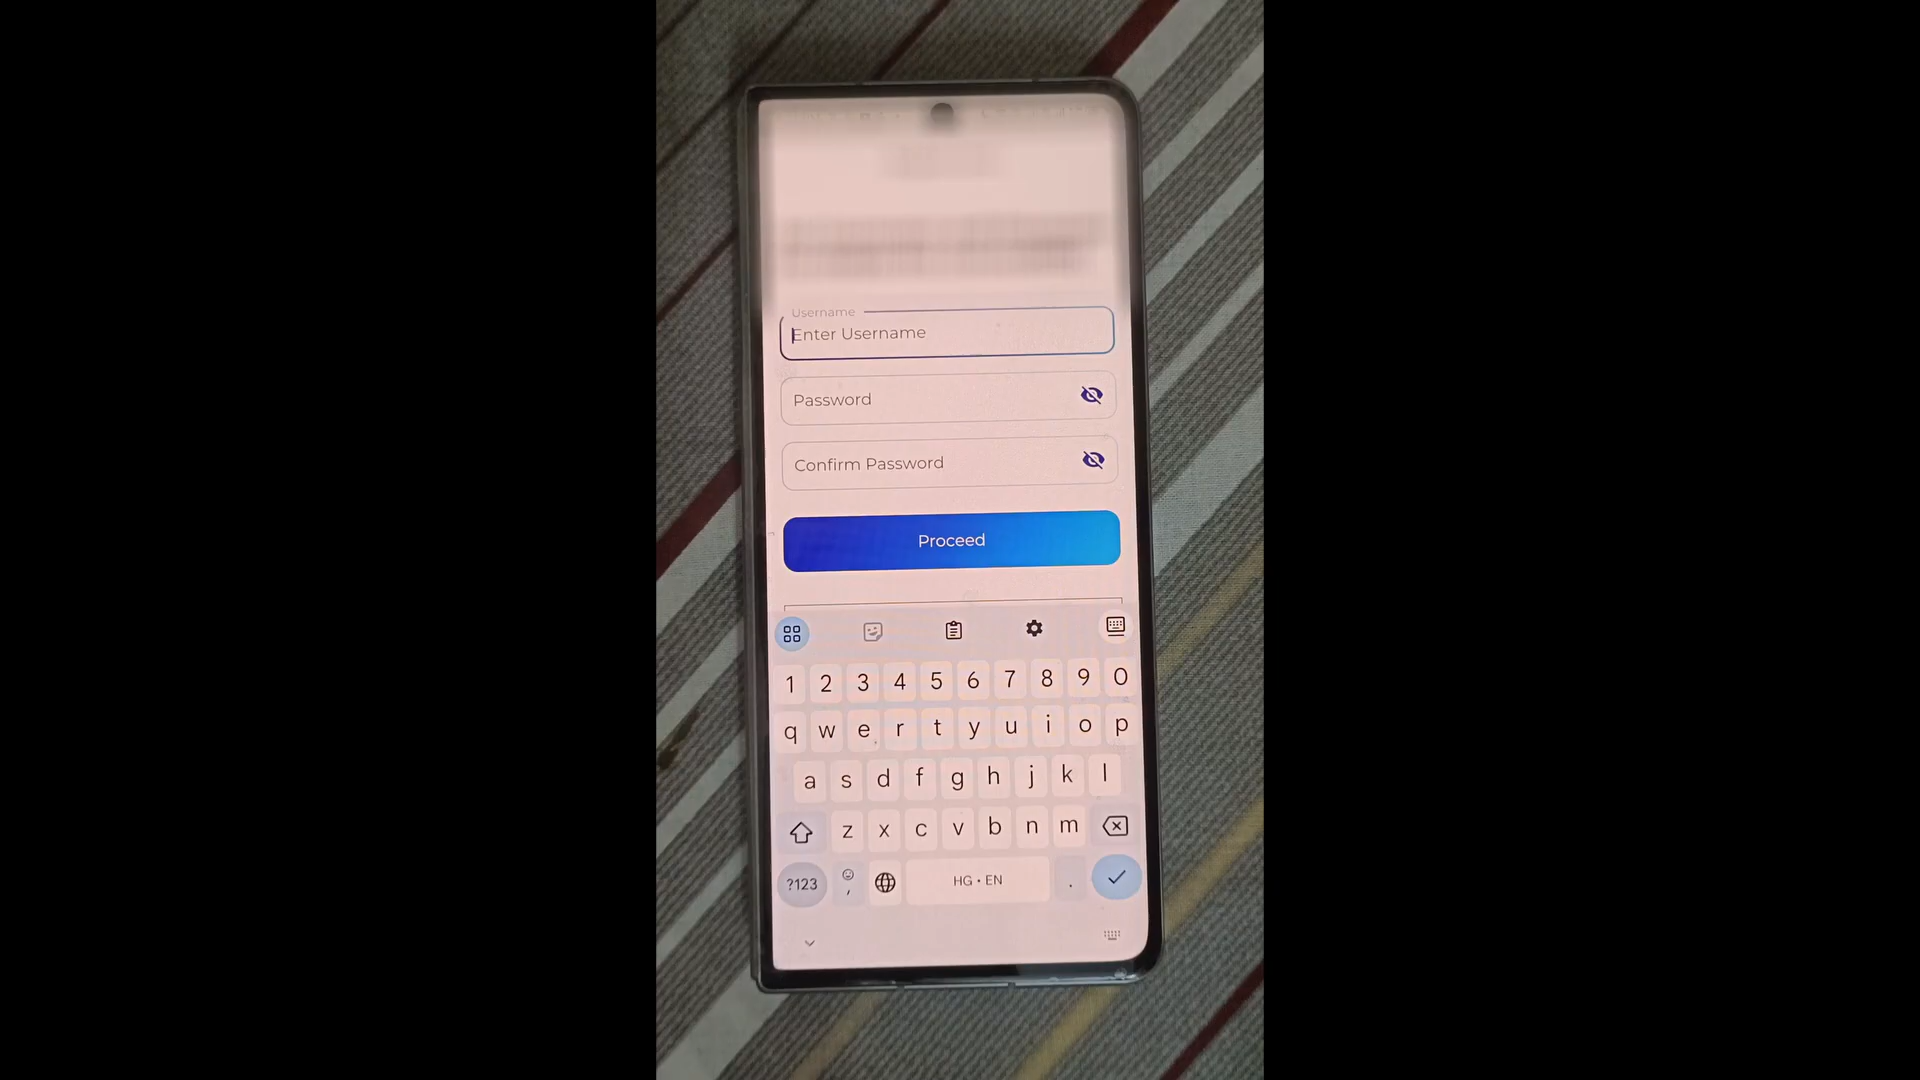 Username
Enter Username
Password
Confirm Password
Proceed
1 2 3 4 5 6 7 8 9 0
q w e r t y u i o p
a s d f g h j k l
z x c v b n m
?123 , HG • EN .